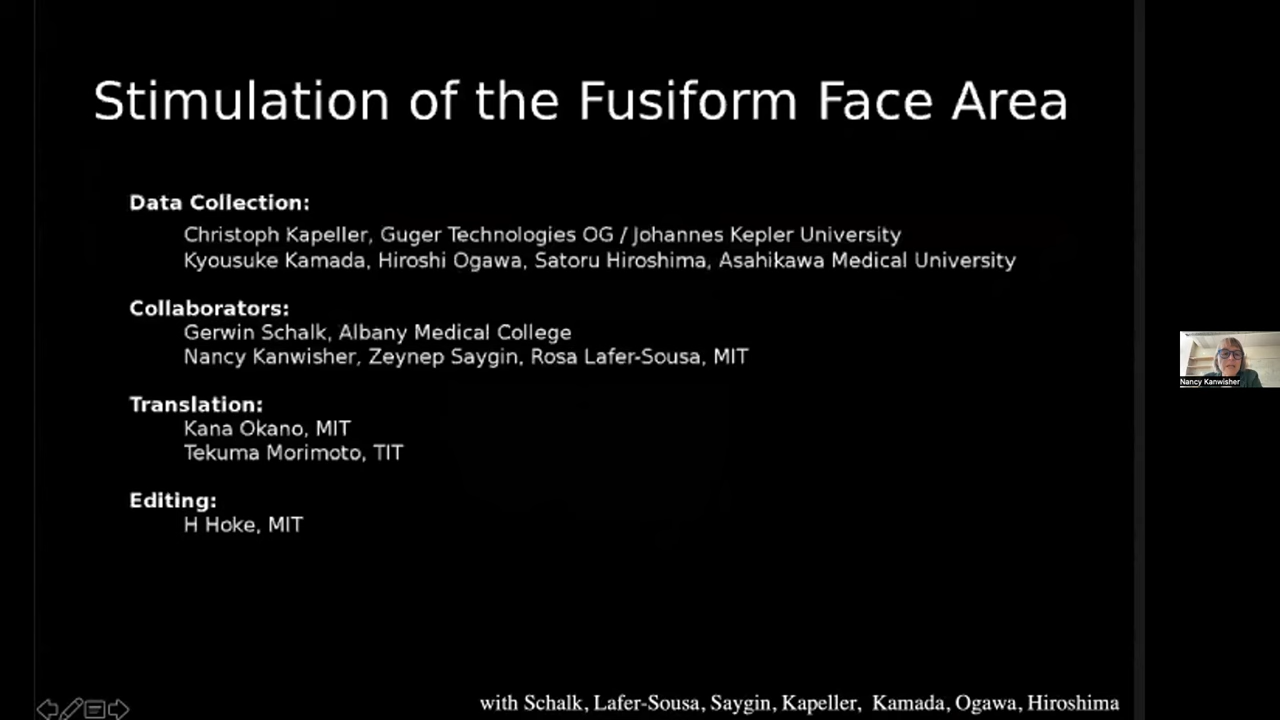 Stimulation of the Fusiform Face Area
Data Collection:
Christoph Kapeller, Guger Technologies OG / Johannes Kepler University
Kyousuke Kamada, Hiroshi Ogawa, Satoru Hiroshima, Asahikawa Medical University
Collaborators:
Gerwin Schalk, Albany Medical College
Nancy Kanwisher, Zeynep Saygin, Rosa Lafer-Sousa, MIT
Translation:
Kana Okano, MIT
Tekuma Morimoto, TIT
Editing:
H Hoke, MIT
with Schalk, Lafer-Sousa, Saygin, Kapeller, Kamada, Ogawa, Hiroshima
Nancy Kanwisher